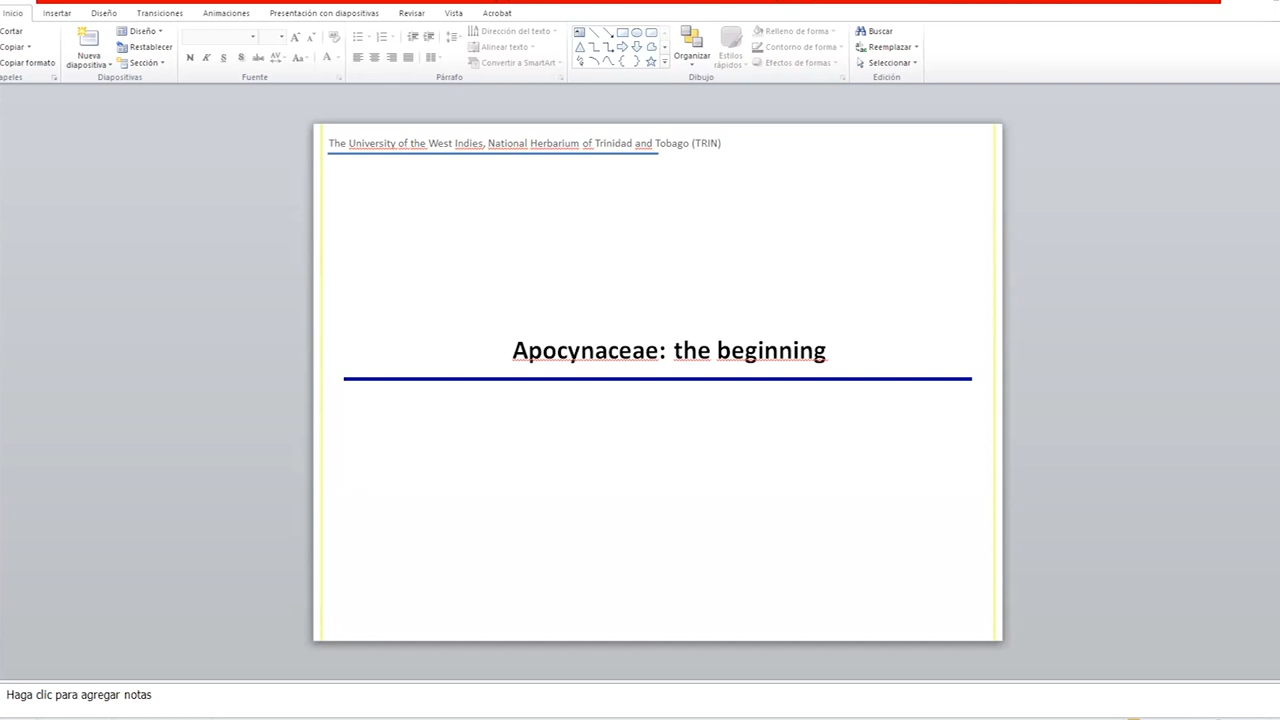 Inicio Insertar Diseño Transiciones Animaciones Presentación con diapositivas Revisar Vista Acrobat
Cortar
Copiar
Copiar formato
apeles
Nueva diapositiva
Diseño
Restablecer
Sección
Diapositivas
N K S S abc AV Aa A
Fuente
Párrafo
Dirección del texto
Alinear texto
Convertir a SmartArt
Organizar
Estilos rápidos
Relleno de forma
Contorno de forma
Efectos de formas
Dibujo
Buscar
Reemplazar
Seleccionar
Edición
The University of the West Indies, National Herbarium of Trinidad and Tobago (TRIN)
Apocynaceae: the beginning
Haga clic para agregar notas